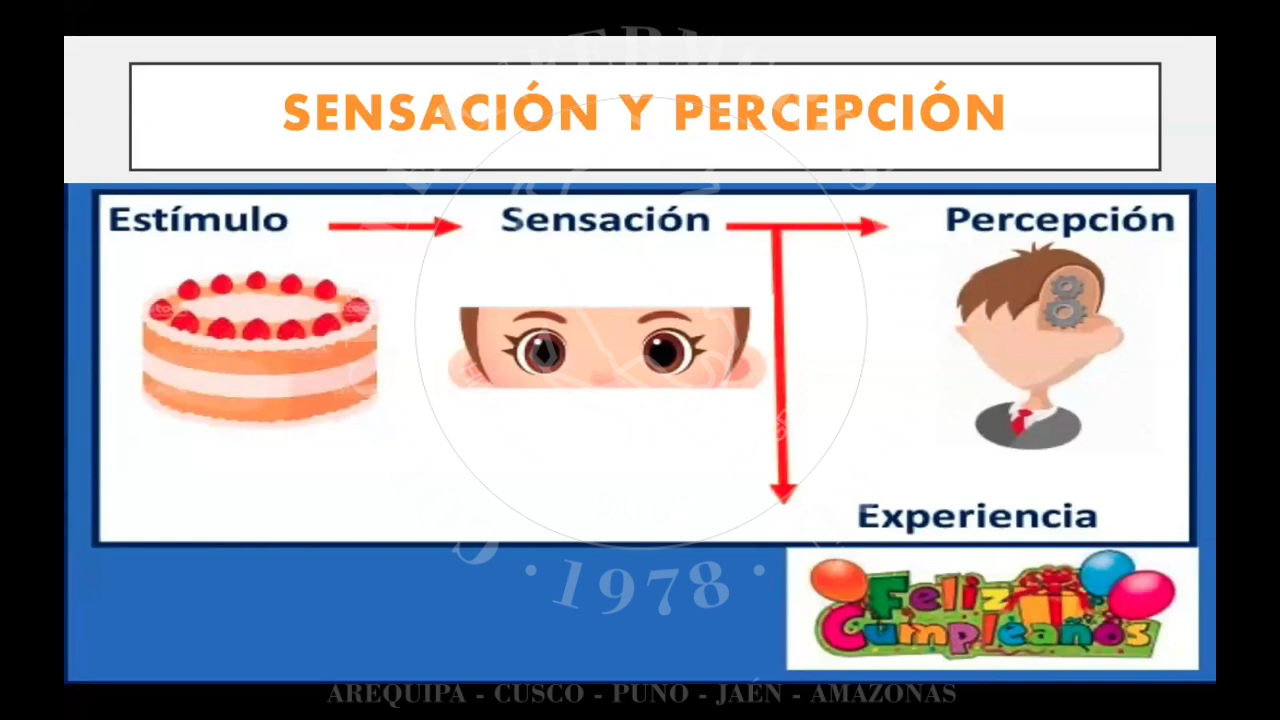 SENSACIÓN Y PERCEPCIÓN
Estímulo
Sensación
Percepción
Experiencia
Feliz
Cumpleaños
· 1978 ·
AREQUIPA - CUSCO - PUNO - JAÉN - AMAZONAS